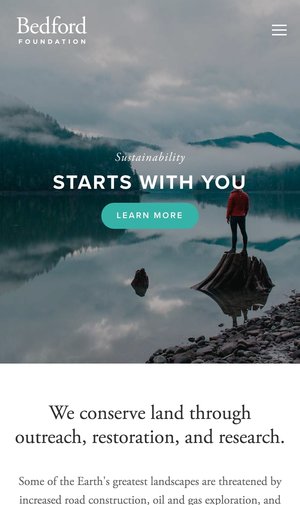 Bedford
FOUNDATION
Sustainability
STARTS WITH YOU
LEARN MORE
We conserve land through
outreach, restoration, and research.
Some of the Earth's greatest landscapes are threatened by
increased road construction, oil and gas exploration, and